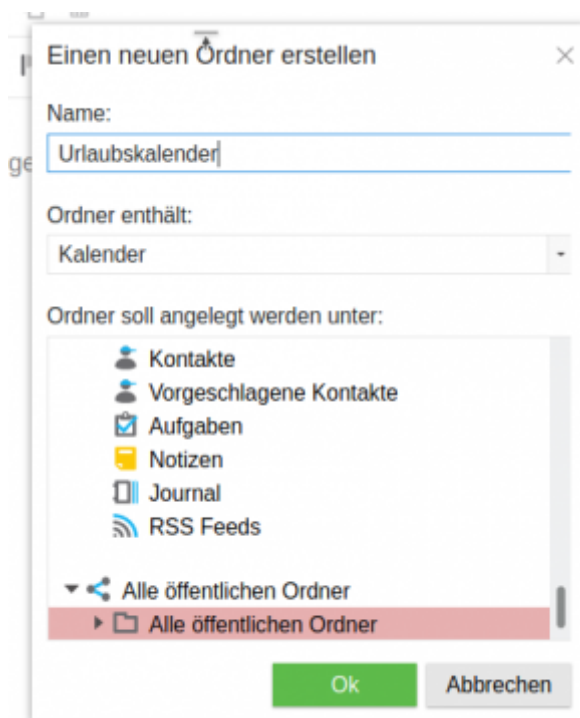 Einen neuen Ordner erstellen
Name:
Urlaubskalender
ge
Ordner enthält:
Kalender
Ordner soll angelegt werden unter:
Kontakte
Vorgeschlagene Kontakte
Aufgaben
Notizen
Journal
RSS Feeds
Alle öffentlichen Ordner
Alle öffentlichen Ordner
Ok Abbrechen